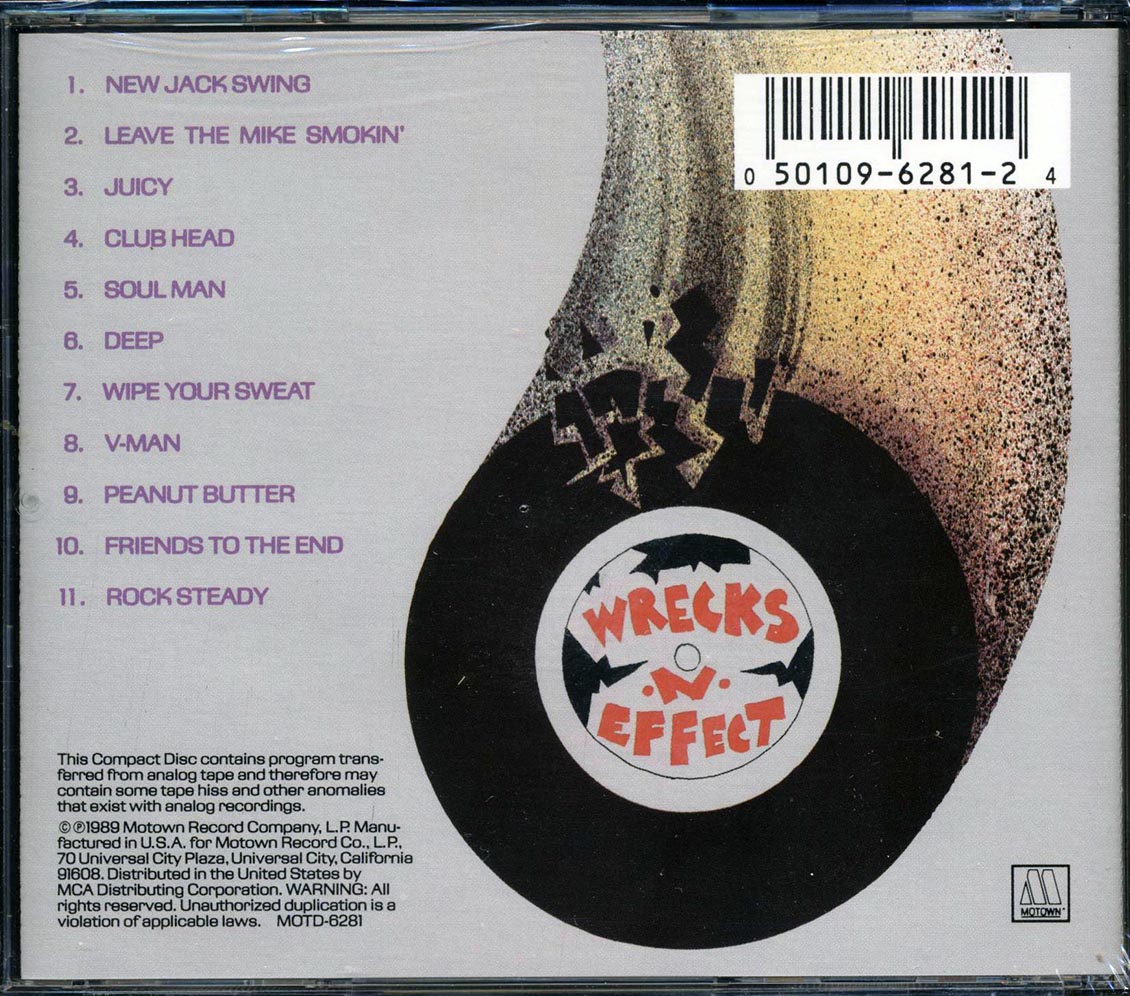 1. NEW JACK SWING
2. LEAVE THE MIKE SMOKIN'
3. JUICY
4. CLUB HEAD
5. SOUL MAN
6. DEEP
7. WIPE YOUR SWEAT
8. V-MAN
9. PEANUT BUTTER
10. FRIENDS TO THE END
11. ROCK STEADY
0 50109-6281-2 4
WRECKS
·N·
EFFECT
This Compact Disc contains program trans-
ferred from analog tape and therefore may
contain some tape hiss and other anomalies
that exist with analog recordings.
©℗1989 Motown Record Company, L.P. Manu-
factured in U.S.A. for Motown Record Co., L.P.,
70 Universal City Plaza, Universal City, California
91608. Distributed in the United States by
MCA Distributing Corporation. WARNING: All
rights reserved. Unauthorized duplication is a
violation of applicable laws. MOTD-6281
M
MOTOWN